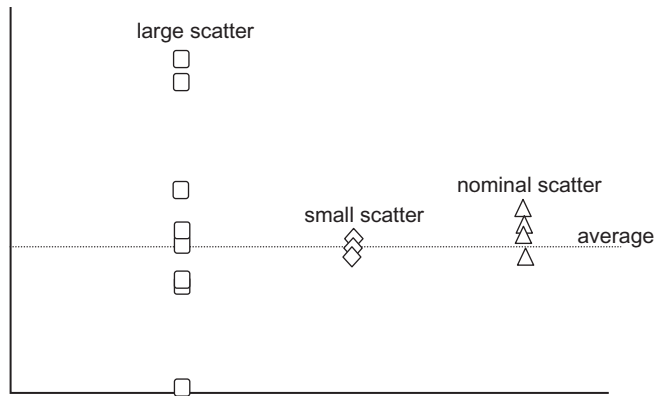 large scatter
nominal scatter
small scatter
average